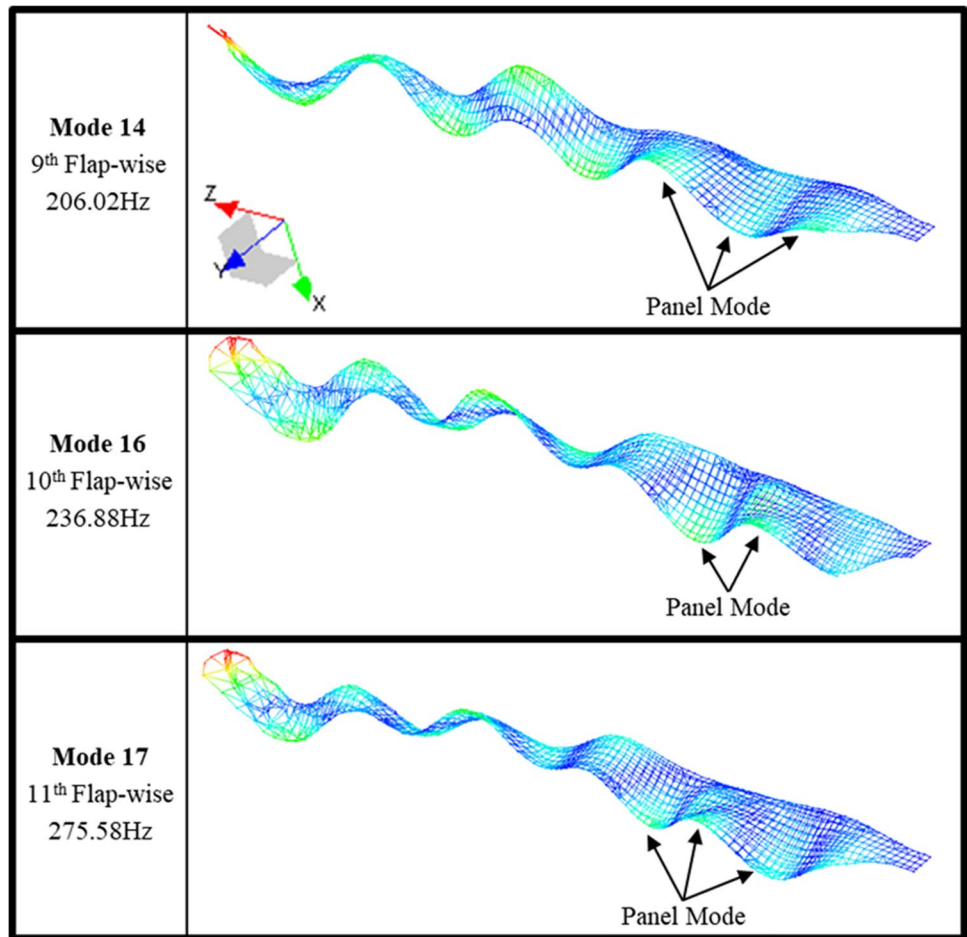 Mode 14
9th Flap-wise
206.02Hz
Z
Y
X
Panel Mode
Mode 16
10th Flap-wise
236.88Hz
Panel Mode
Mode 17
11th Flap-wise
275.58Hz
Panel Mode